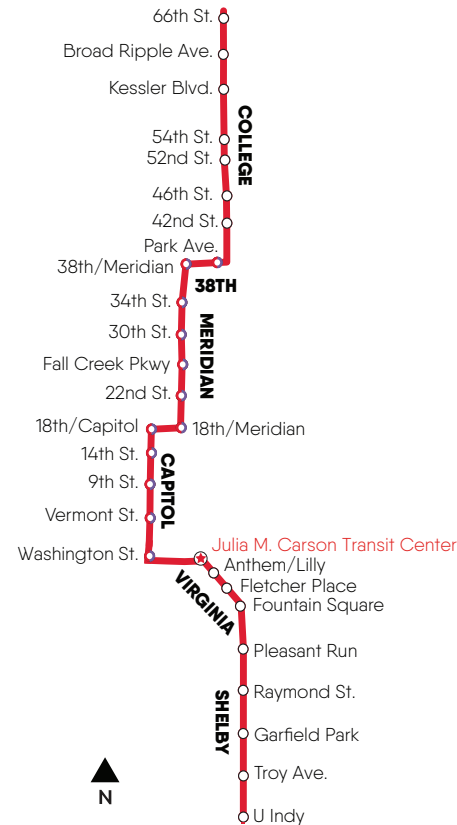 66th St.
Broad Ripple Ave.
Kessler Blvd.
COLLEGE
54th St.
52nd St.
46th St.
42nd St.
Park Ave.
38th/Meridian
38TH
34th St.
MERIDIAN
30th St.
Fall Creek Pkwy
22nd St.
18th/Capitol
18th/Meridian
14th St.
CAPITOL
9th St.
Vermont St.
Washington St.
Julia M. Carson Transit Center
Anthem/Lilly
VIRGINIA
Fletcher Place
Fountain Square
Pleasant Run
SHELBY
Raymond St.
Garfield Park
Troy Ave.
N
U Indy